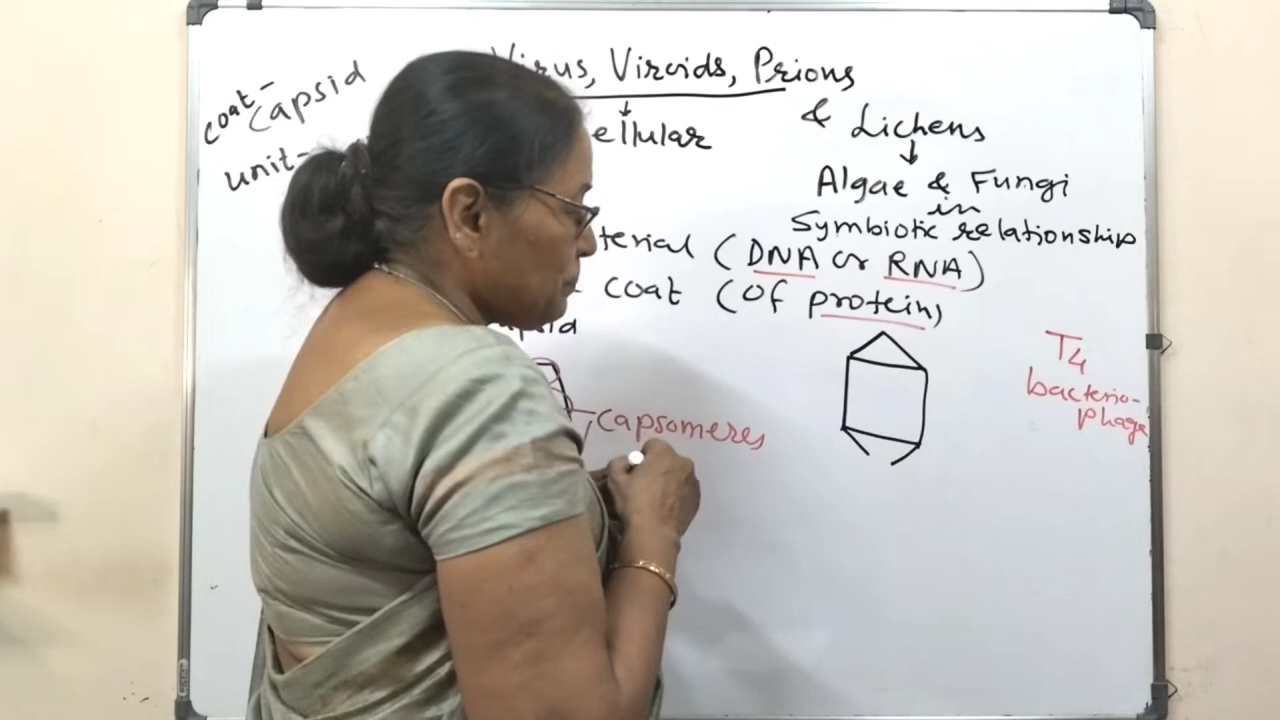 coat-
capsid
unit-
Virus, Viroids, Prions
& Lichens
ellular
Algae & Fungi
in
Symbiotic relationship
terial (DNA or RNA)
coat (of protein)
capsomeres
T4
bacterio-
phage